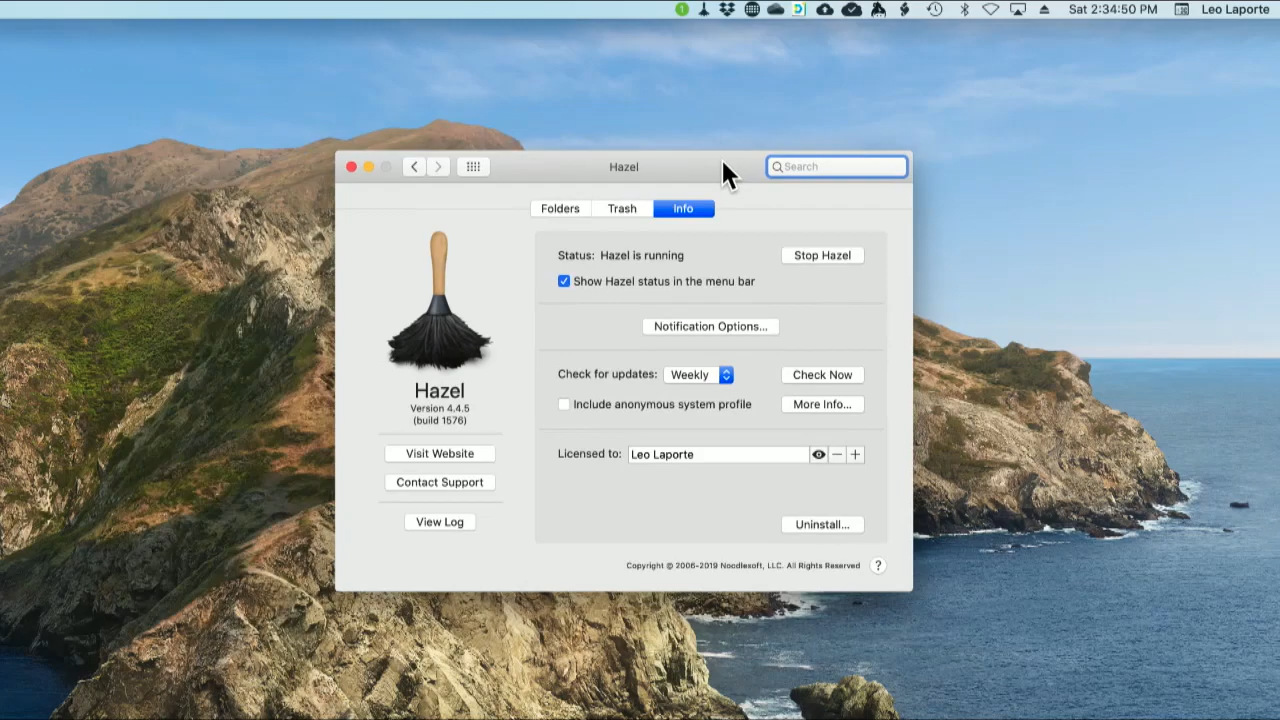 1
Sat 2:34:50 PM
Leo Laporte
Hazel
Search
Folders
Trash
Info
Status: Hazel is running
Stop Hazel
Show Hazel status in the menu bar
Notification Options...
Check for updates: Weekly
Check Now
Include anonymous system profile
More Info...
Licensed to: Leo Laporte
Uninstall...
Hazel
Version 4.4.5
(build 1576)
Visit Website
Contact Support
View Log
Copyright © 2006-2019 Noodlesoft, LLC. All Rights Reserved
?